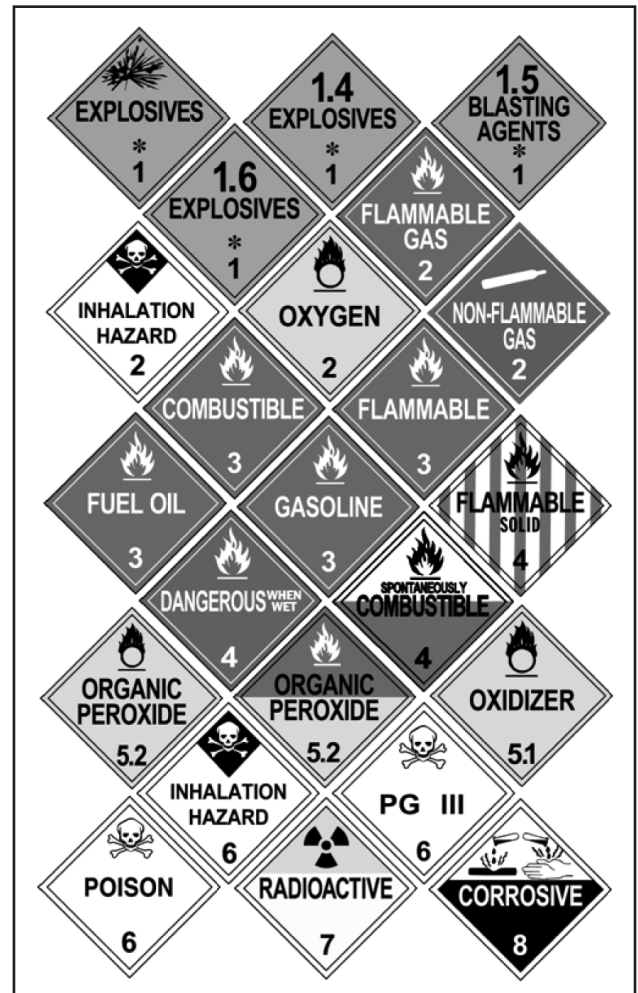 EXPLOSIVES
*
1
1.4
EXPLOSIVES
*
1
1.5
BLASTING
AGENTS
*
1
1.6
EXPLOSIVES
*
1
FLAMMABLE
GAS
2
INHALATION
HAZARD
2
OXYGEN
2
NON-FLAMMABLE
GAS
2
COMBUSTIBLE
3
FLAMMABLE
3
FUEL OIL
3
GASOLINE
3
FLAMMABLE
SOLID
4
DANGEROUS WHEN
WET
4
SPONTANEOUSLY
COMBUSTIBLE
4
ORGANIC
PEROXIDE
5.2
ORGANIC
PEROXIDE
5.2
OXIDIZER
5.1
INHALATION
HAZARD
6
PG III
6
POISON
6
RADIOACTIVE
7
CORROSIVE
8